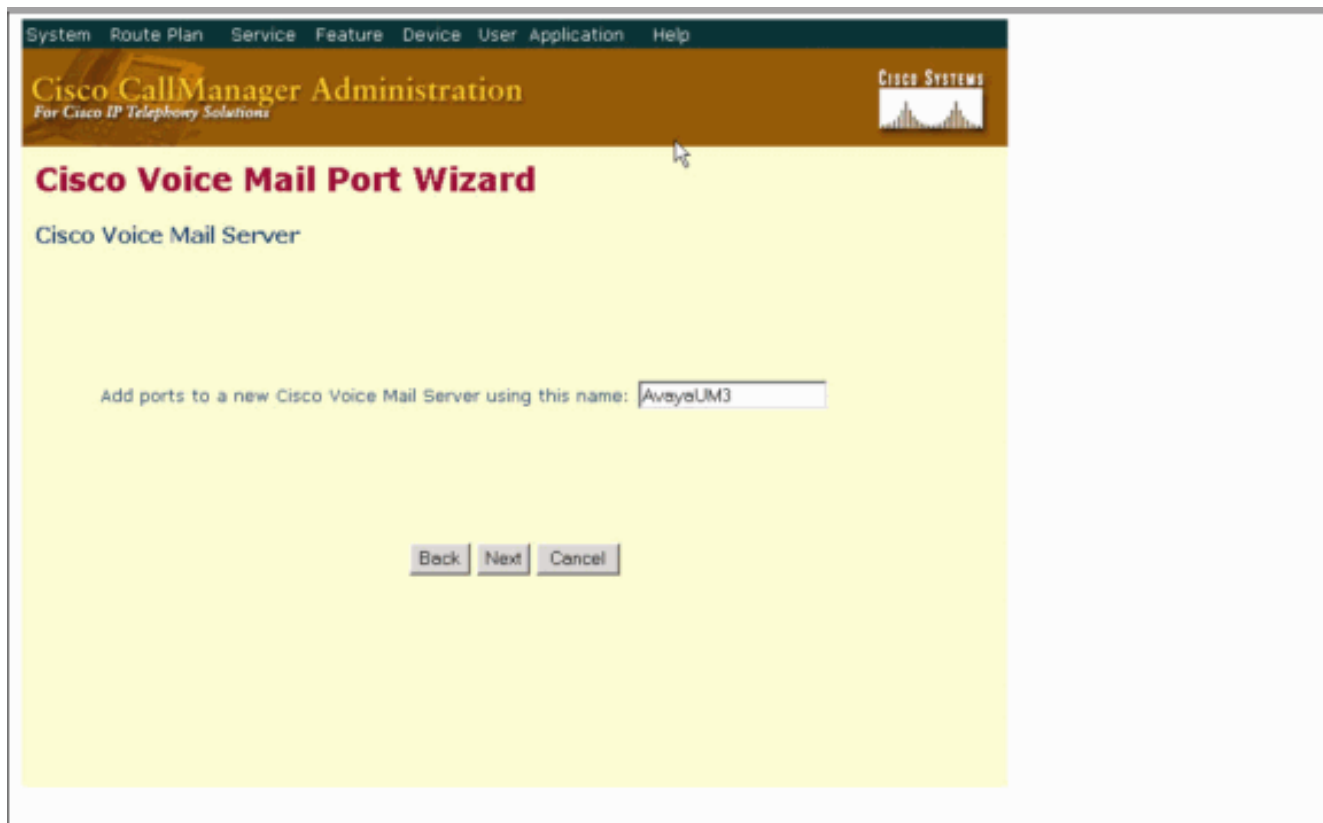 System Route Plan Service Feature Device User Application Help
Cisco CallManager Administration
For Cisco IP Telephony Solutions
CISCO SYSTEMS
Cisco Voice Mail Port Wizard
Cisco Voice Mail Server
Add ports to a new Cisco Voice Mail Server using this name: AvayaUM3
Back Next Cancel